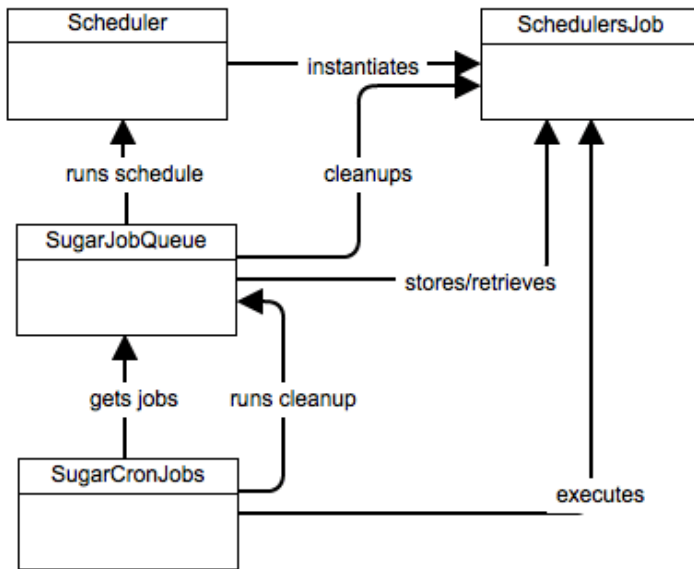 Scheduler
SchedulersJob
instantiates
runs schedule
cleanups
SugarJobQueue
stores/retrieves
gets jobs
runs cleanup
SugarCronJobs
executes